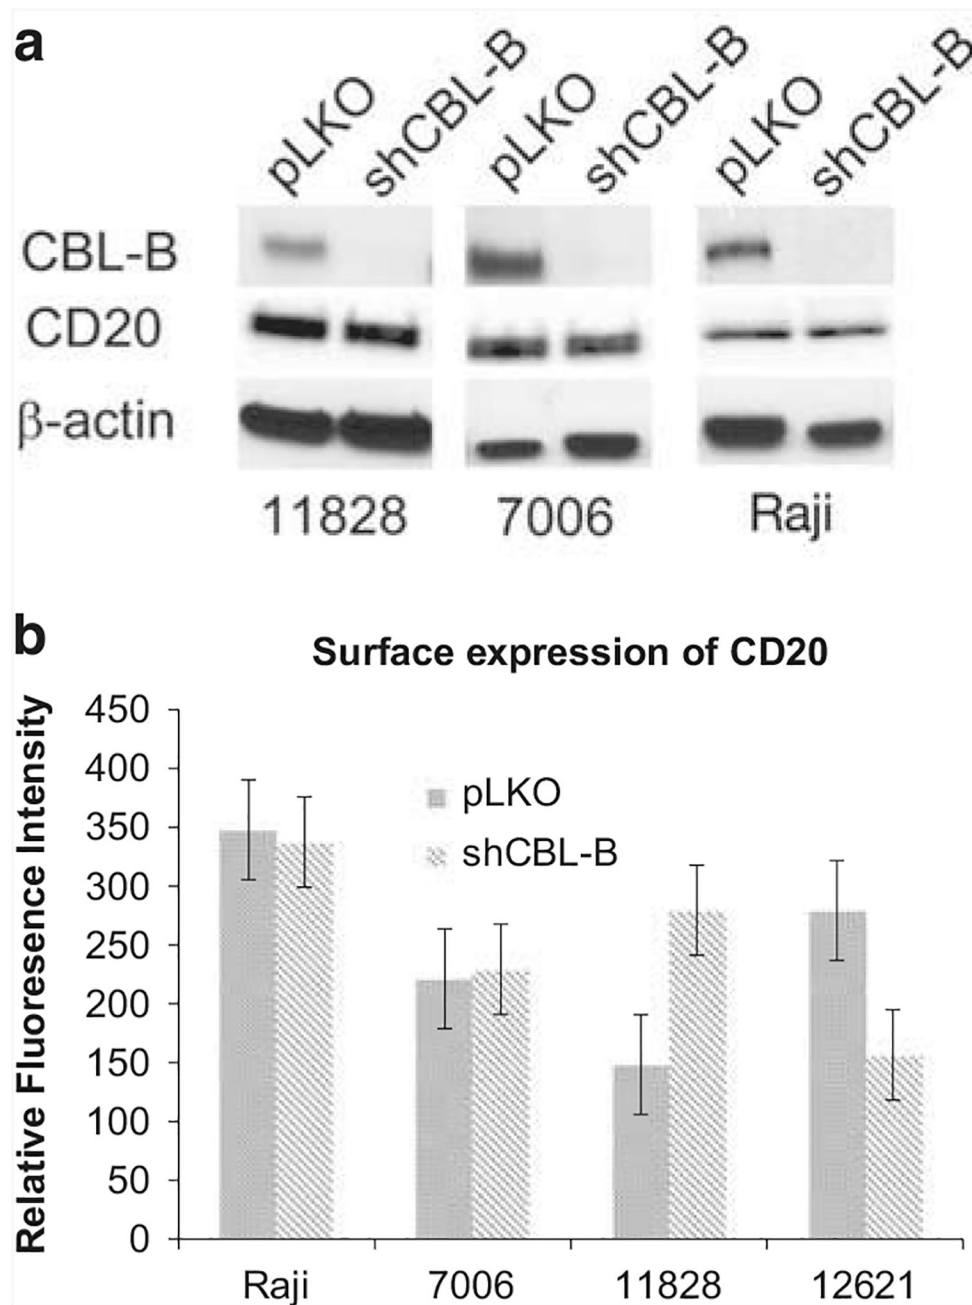 a
pLKO shCBL-B pLKO shCBL-B pLKO shCBL-B
CBL-B
CD20
β-actin
11828 7006 Raji
b
Surface expression of CD20
Relative Fluoresence Intensity
450
400
350
300
250
200
150
100
50
0
pLKO
shCBL-B
Raji 7006 11828 12621